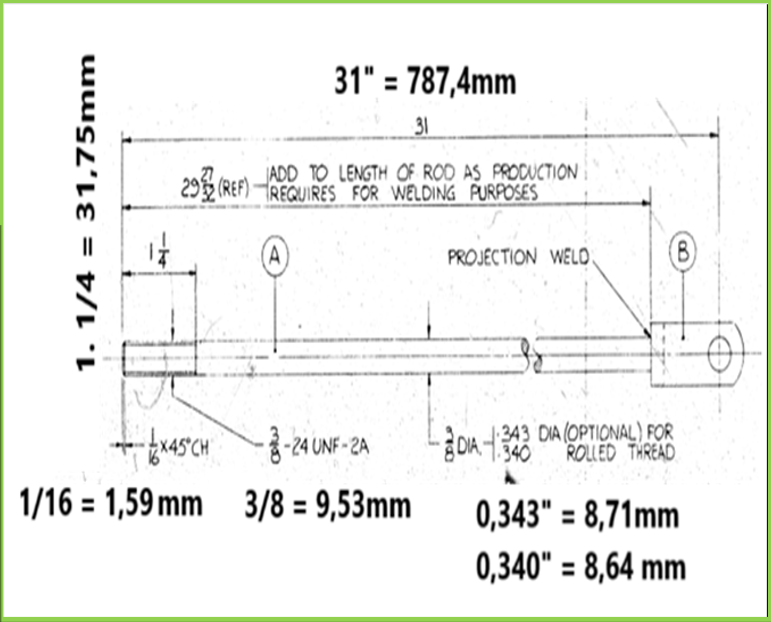 31" = 787,4mm
1. 1/4 = 31,75mm
31
29 27/32 (REF) ADD TO LENGTH OF ROD AS PRODUCTION
REQUIRES FOR WELDING PURPOSES
1 1/4
A
PROJECTION WELD
B
1/16 x45° CH
3/8 -24 UNF-2A
3/8 DIA. .343 DIA (OPTIONAL) FOR
.340 ROLLED THREAD
1/16 = 1,59mm
3/8 = 9,53mm
0,343" = 8,71mm
0,340" = 8,64 mm